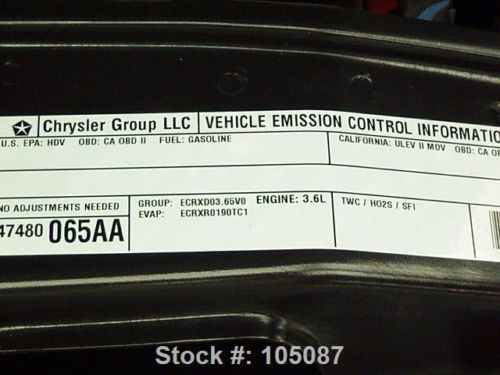 Chrysler Group LLC VEHICLE EMISSION CONTROL INFORMATION
U.S. EPA: HDV OBD: CA OBD II FUEL: GASOLINE CALIFORNIA: ULEV II MDV OBD: CA OB
NO ADJUSTMENTS NEEDED GROUP: ECRXD03.65V0 ENGINE: 3.6L TWC / HO2S / SFI
EVAP: ECRXR0190TC1
47480 065AA
Stock #: 105087